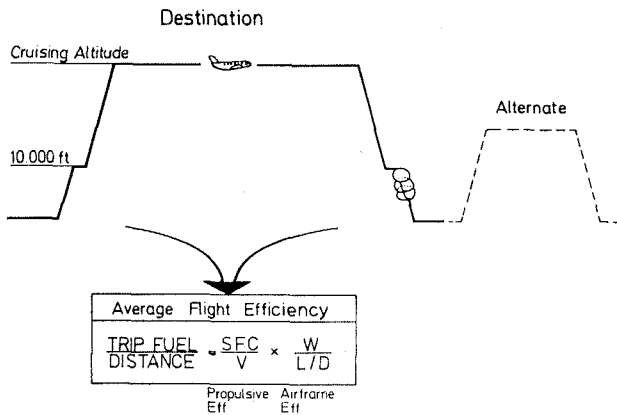 Destination
Cruising Altitude
10.000 ft
Alternate
Average Flight Efficiency
TRIP FUEL
DISTANCE
SFC
V
×
W
L/D
Propulsive Eff
Airframe Eff